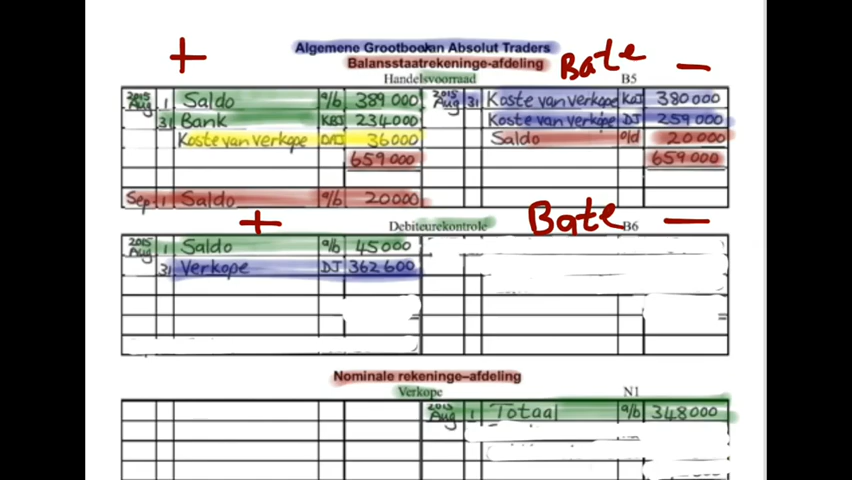 Algemene Grootboek van Absolut Traders
Balansstaatrekeninge-afdeling
+ Bate −
Handelsvoorraad B5
2015 Aug 1 Saldo a/b 389 000 2015 Aug 31 Koste van verkope KBJ 380 000
31 Bank KBJ 234 000 Koste van verkope DJ 259 000
Koste van verkope DAJ 36 000 Saldo o/d 20 000
659 000 659 000
Sep 1 Saldo a/b 20 000
+ Bate −
Debiteurekontrole B6
2015 Aug 1 Saldo a/b 45 000
31 Verkope DJ 362 600
Nominale rekeninge–afdeling
Verkope N1
2015 Aug 1 Totaal a/b 348 000